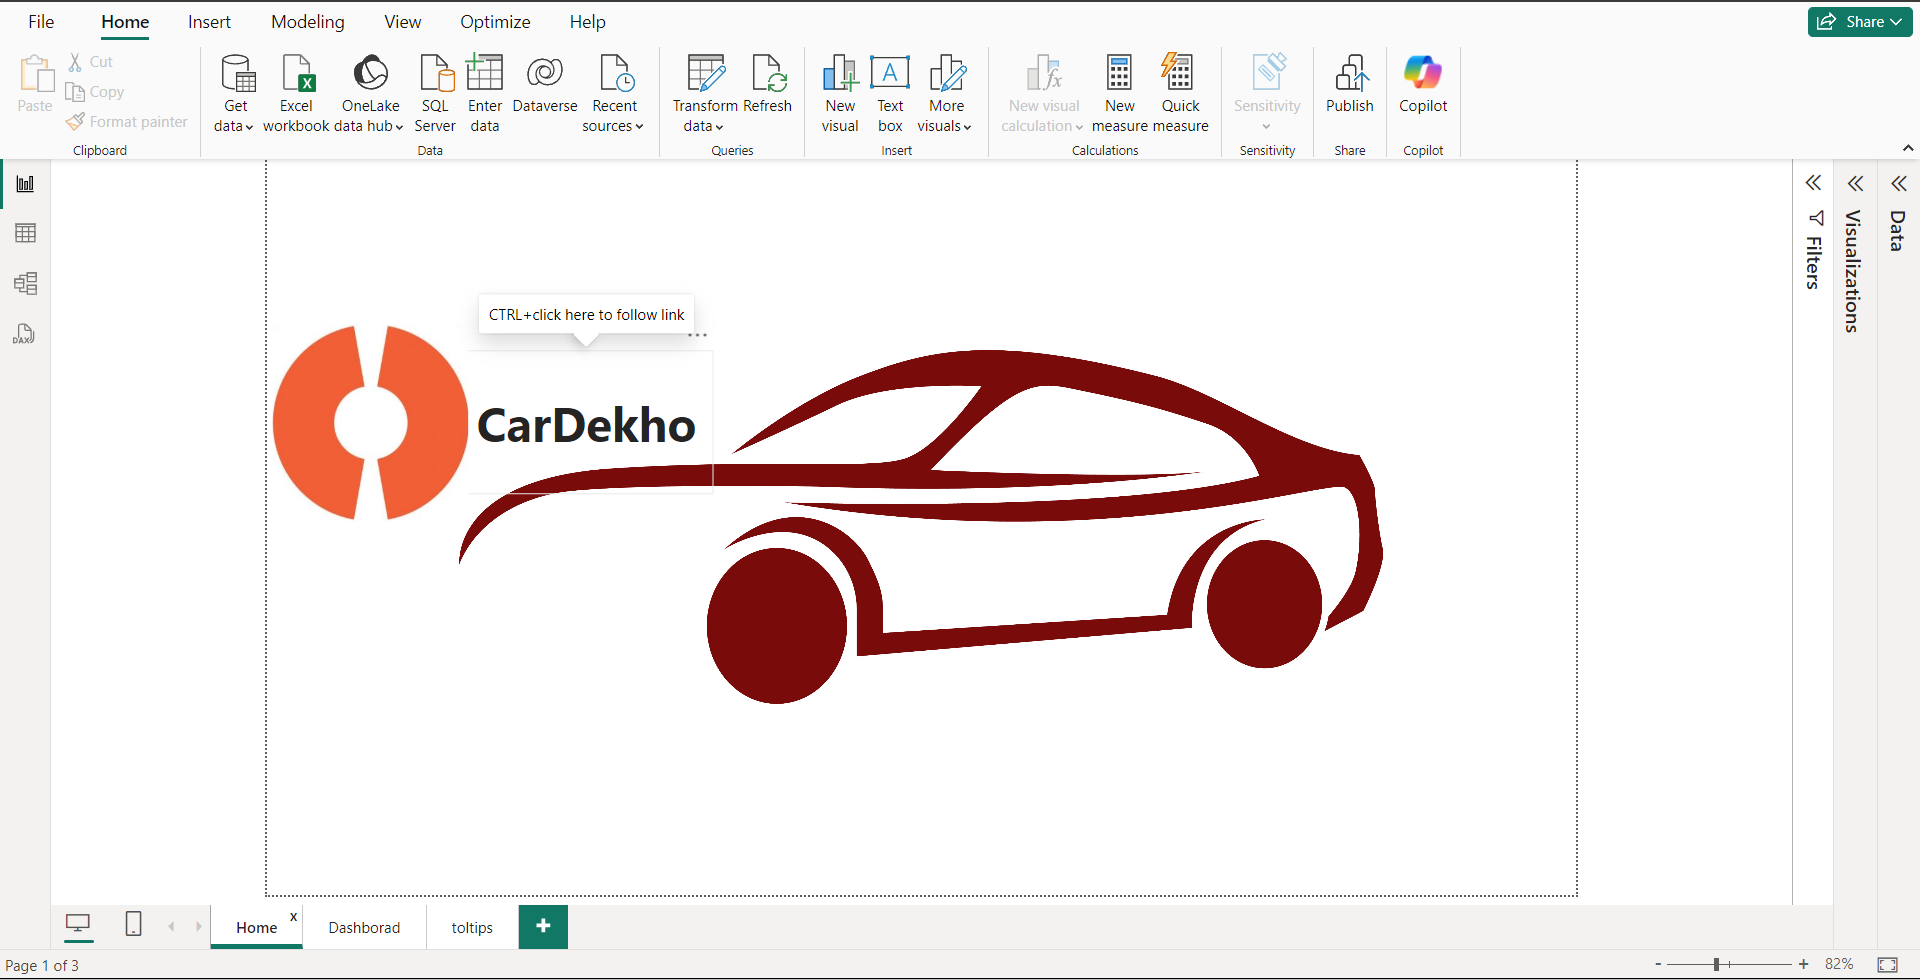 File Home Insert Modeling View Optimize Help Share
Paste
Cut
Copy
Format painter
Clipboard
Get data
Excel workbook
OneLake data hub
SQL Server
Enter data
Dataverse
Recent sources
Data
Transform data
Refresh
Queries
New visual
Text box
More visuals
Insert
New visual calculation
New measure
Quick measure
Calculations
Sensitivity
Sensitivity
Publish
Share
Copilot
Copilot
CTRL+click here to follow link
CarDekho
Filters
Visualizations
Data
DAX
Home x Dashborad toltips +
Page 1 of 3
- + 82%